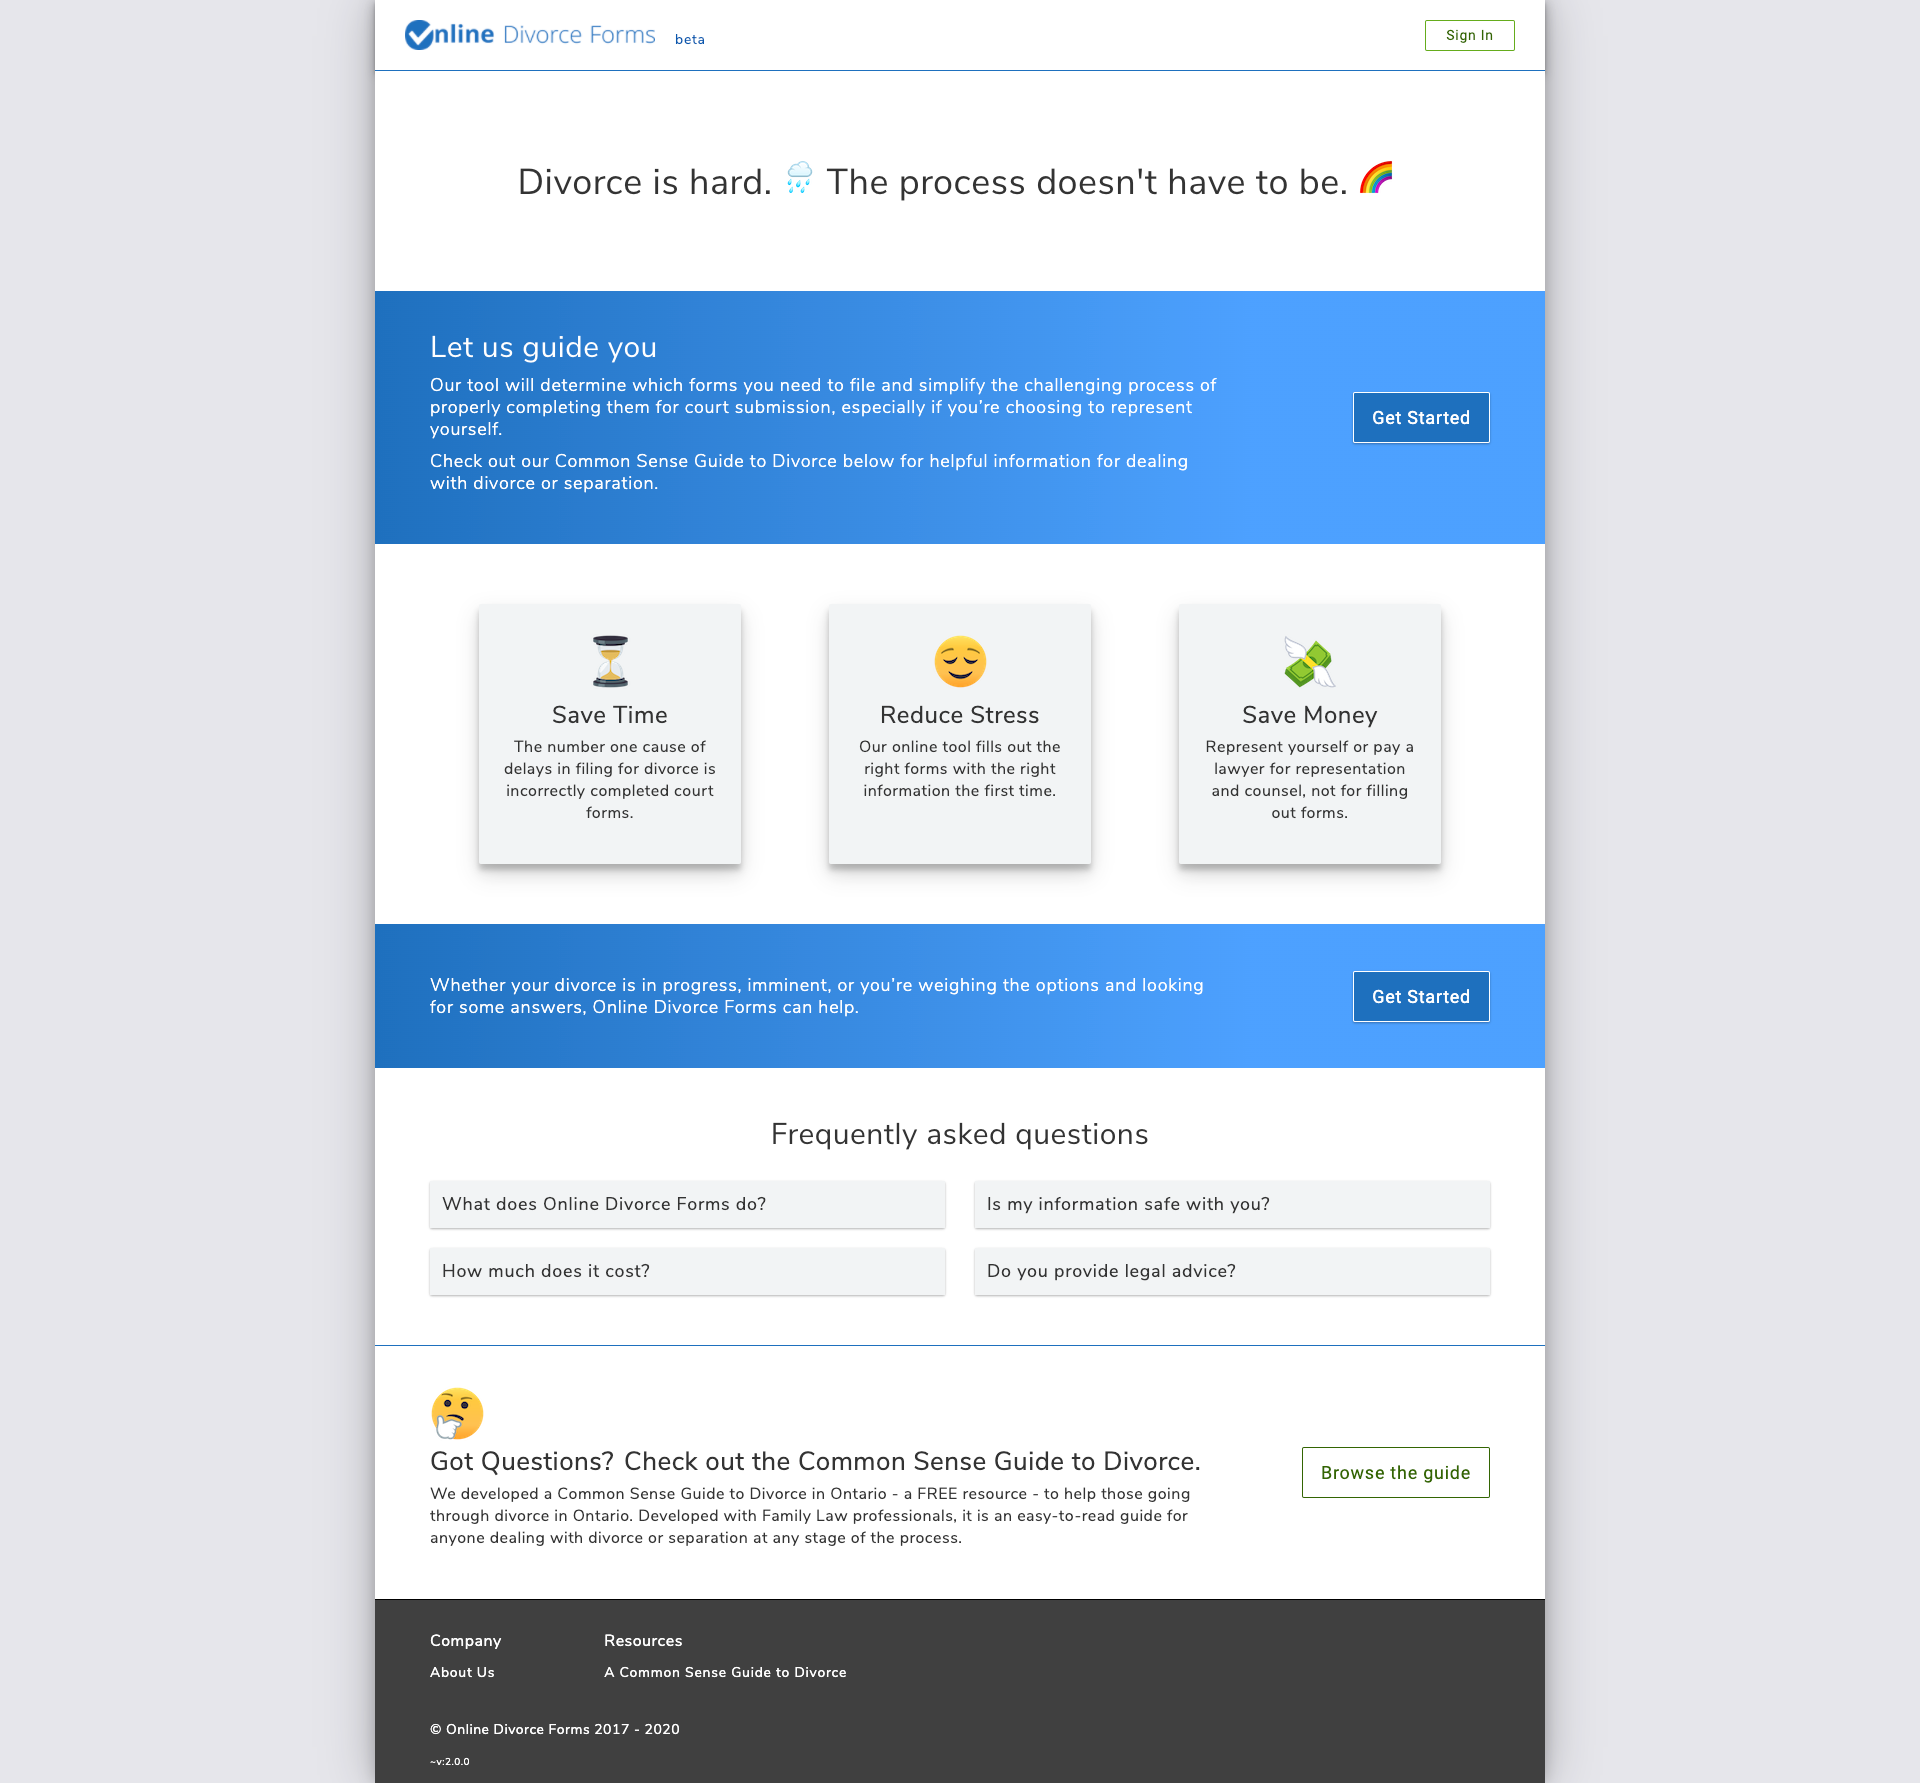 Online Divorce Forms beta
Sign In
Divorce is hard. 🌧 The process doesn't have to be. 🌈
Let us guide you
Our tool will determine which forms you need to file and simplify the challenging process of
properly completing them for court submission, especially if you’re choosing to represent
yourself.
Check out our Common Sense Guide to Divorce below for helpful information for dealing
with divorce or separation.
Get Started
Save Time
The number one cause of
delays in filing for divorce is
incorrectly completed court
forms.
Reduce Stress
Our online tool fills out the
right forms with the right
information the first time.
Save Money
Represent yourself or pay a
lawyer for representation
and counsel, not for filling
out forms.
Whether your divorce is in progress, imminent, or you’re weighing the options and looking
for some answers, Online Divorce Forms can help.
Get Started
Frequently asked questions
What does Online Divorce Forms do?
Is my information safe with you?
How much does it cost?
Do you provide legal advice?
Got Questions? Check out the Common Sense Guide to Divorce.
We developed a Common Sense Guide to Divorce in Ontario - a FREE resource - to help those going
through divorce in Ontario. Developed with Family Law professionals, it is an easy-to-read guide for
anyone dealing with divorce or separation at any stage of the process.
Browse the guide
Company
About Us
Resources
A Common Sense Guide to Divorce
© Online Divorce Forms 2017 - 2020
~v:2.0.0